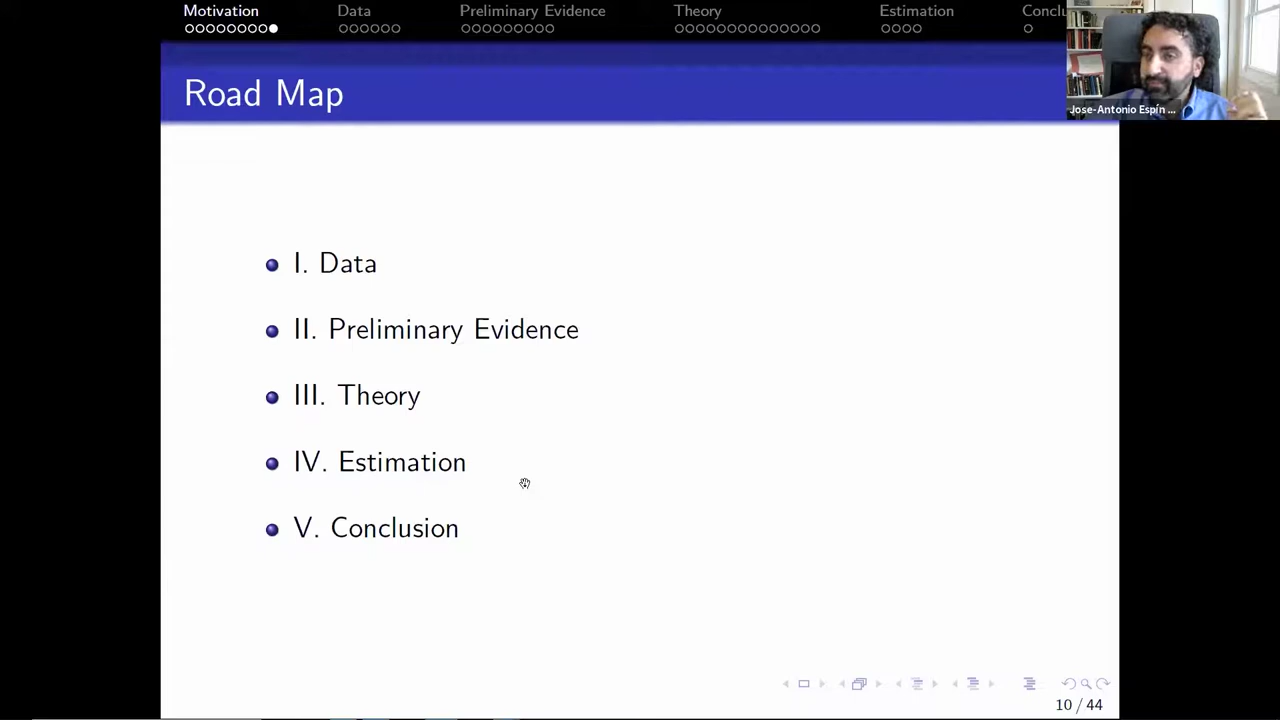 Motivation Data Preliminary Evidence Theory Estimation Conclu
Road Map
Jose-Antonio Espín ...
I. Data
II. Preliminary Evidence
III. Theory
IV. Estimation
V. Conclusion
10 / 44